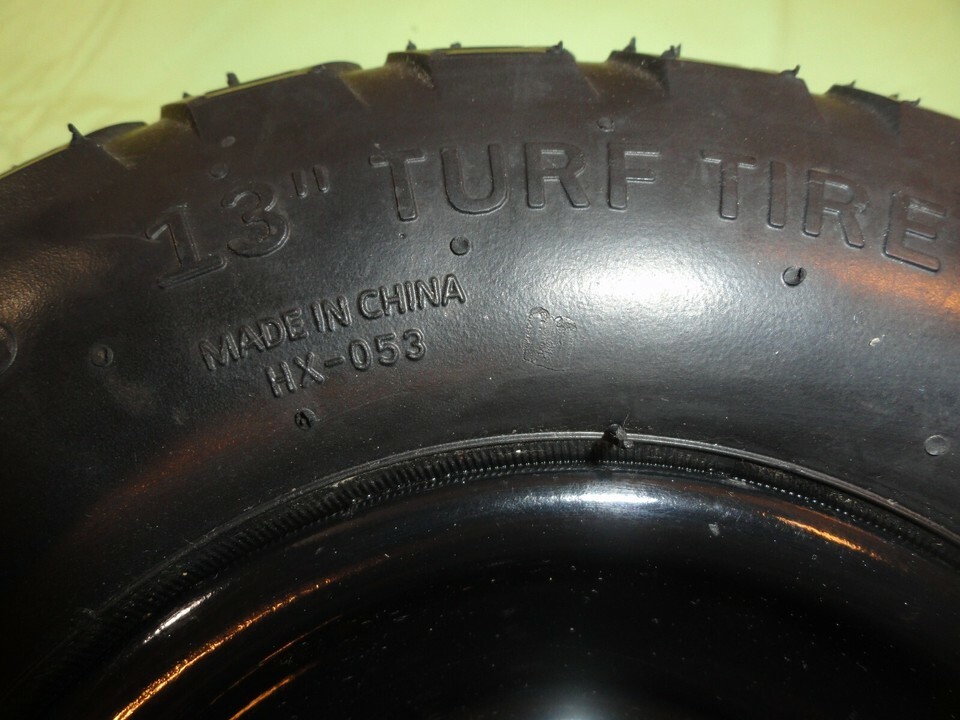 13" TURF TIRE
MADE IN CHINA
HX-053